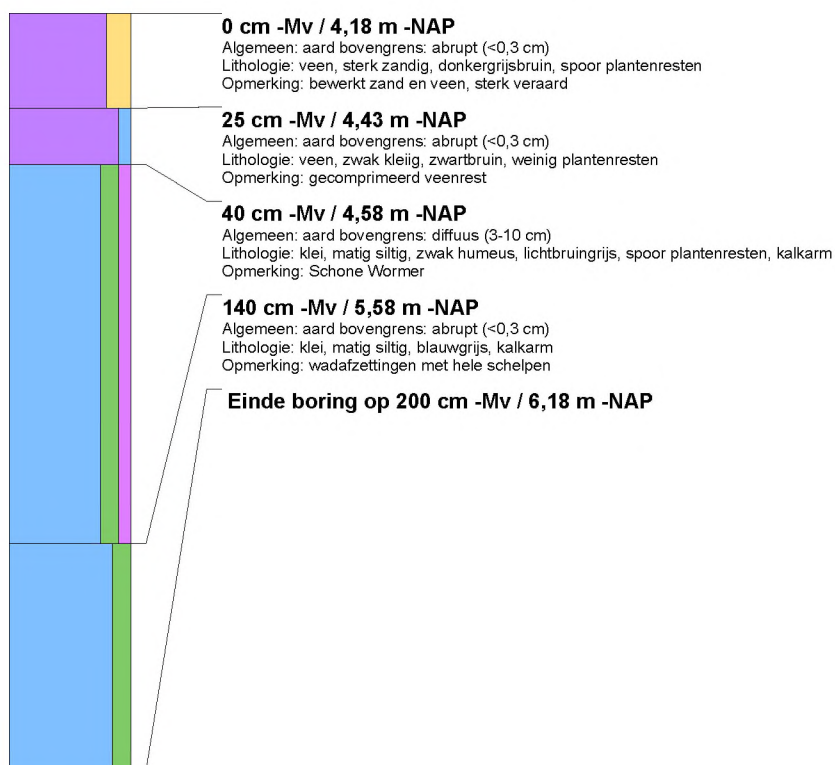 0 cm -Mv / 4,18 m -NAP
Algemeen: aard bovengrens: abrupt (<0,3 cm)
Lithologie: veen, sterk zandig, donkergrijsbruin, spoor plantenresten
Opmerking: bewerkt zand en veen, sterk veraard
25 cm -Mv / 4,43 m -NAP
Algemeen: aard bovengrens: abrupt (<0,3 cm)
Lithologie: veen, zwak kleiig, zwartbruin, weinig plantenresten
Opmerking: gecomprimeerd veenrest
40 cm -Mv / 4,58 m -NAP
Algemeen: aard bovengrens: diffuus (3-10 cm)
Lithologie: klei, matig siltig, zwak humeus, lichtbruingrijs, spoor plantenresten, kalkarm
Opmerking: Schone Wormer
140 cm -Mv / 5,58 m -NAP
Algemeen: aard bovengrens: abrupt (<0,3 cm)
Lithologie: klei, matig siltig, blauwgrijs, kalkarm
Opmerking: wadafzettingen met hele schelpen
Einde boring op 200 cm -Mv / 6,18 m -NAP